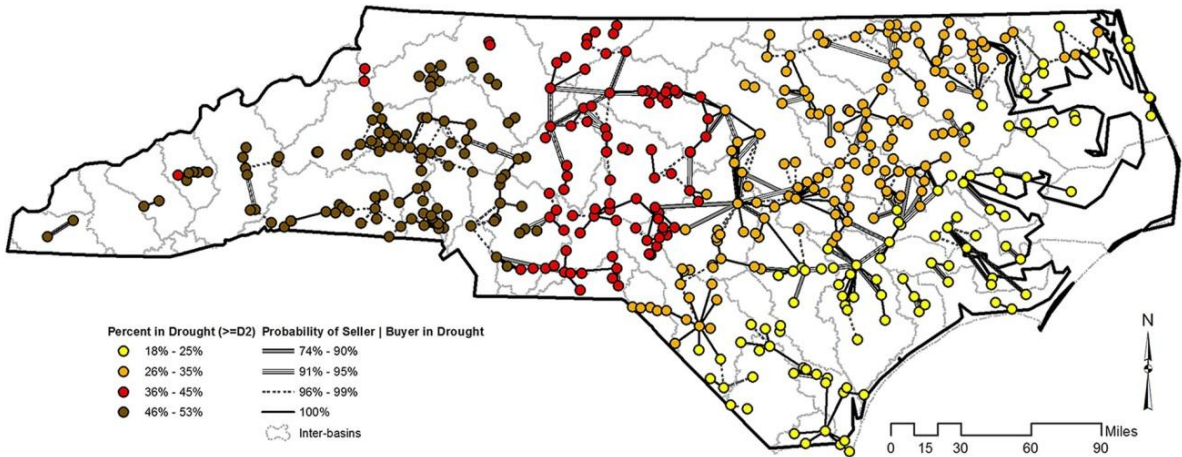 Percent in Drought (>=D2) Probability of Seller | Buyer in Drought
18% - 25% 74% - 90%
26% - 35% 91% - 95%
36% - 45% 96% - 99%
46% - 53% 100%
Inter-basins
N
Miles
0 15 30 60 90